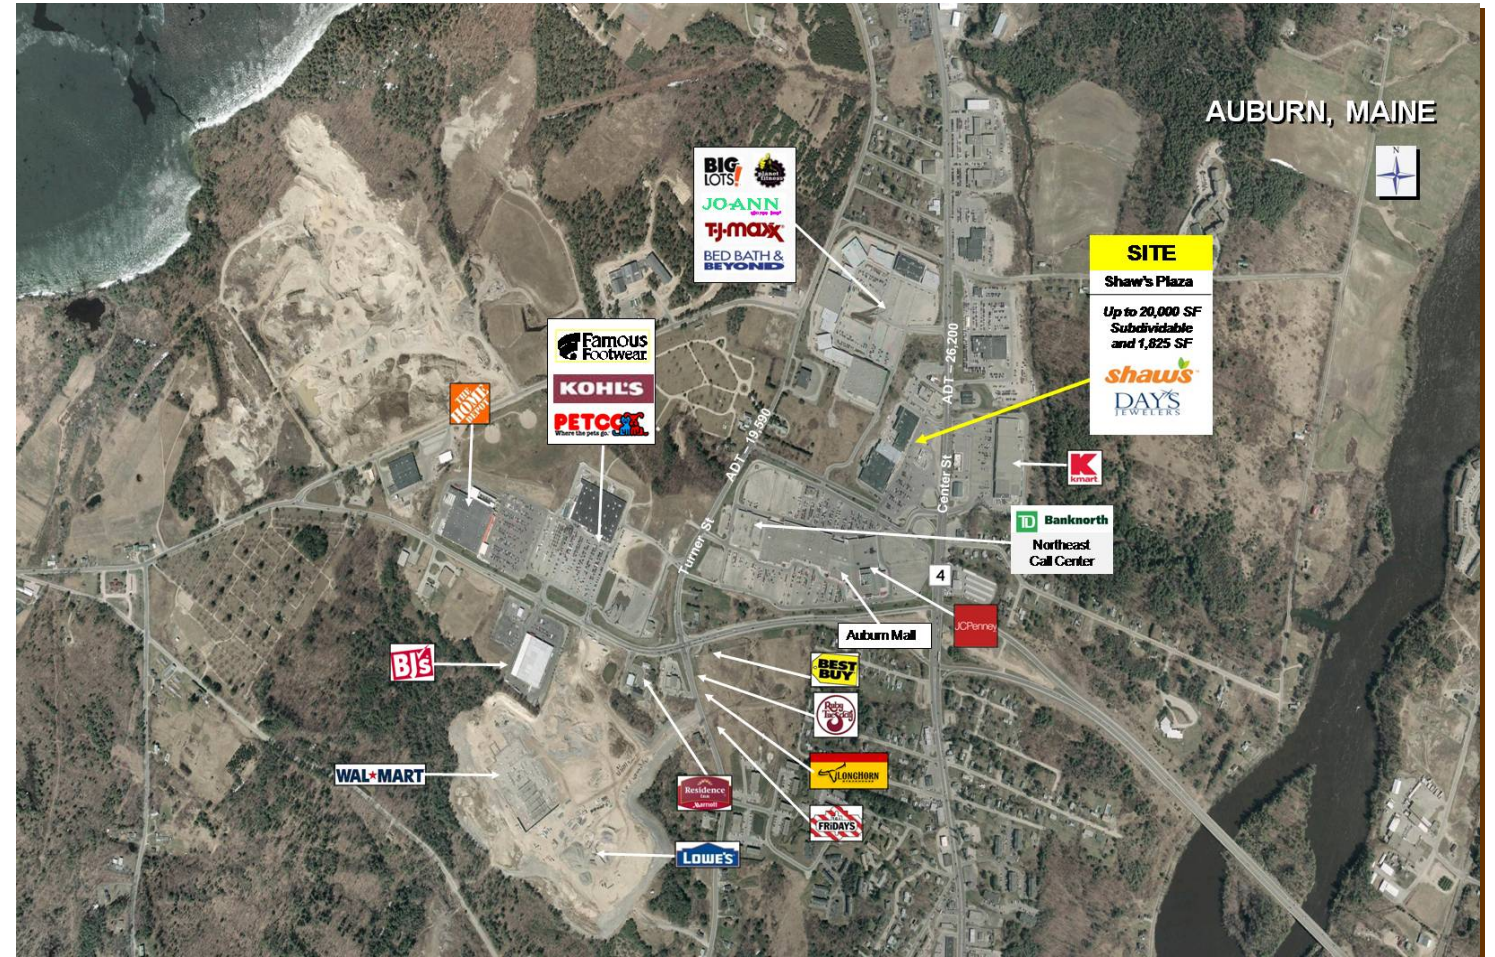 AUBURN, MAINE
N
BIG
LOTS!
planet
fitness
JO-ANN
T·J·maxx
BED BATH &
BEYOND
SITE
Shaw's Plaza
Up to 20,000 SF
Subdividable
and 1,825 SF
shaw's
DAY'S
JEWELERS
Famous
Footwear
KOHL'S
PETCO
Where the pets go.
THE
HOME
DEPOT
ADT – 26,200
ADT – 19,590
Center St
Turner St
K
kmart
TD Banknorth
Northeast
Call Center
4
JCPenney
Auburn Mall
BJ's
BEST
BUY
Ruby
Tuesday
WAL★MART
LONGHORN
Residence
Inn
Marriott
FRiDAYS
LOWE'S